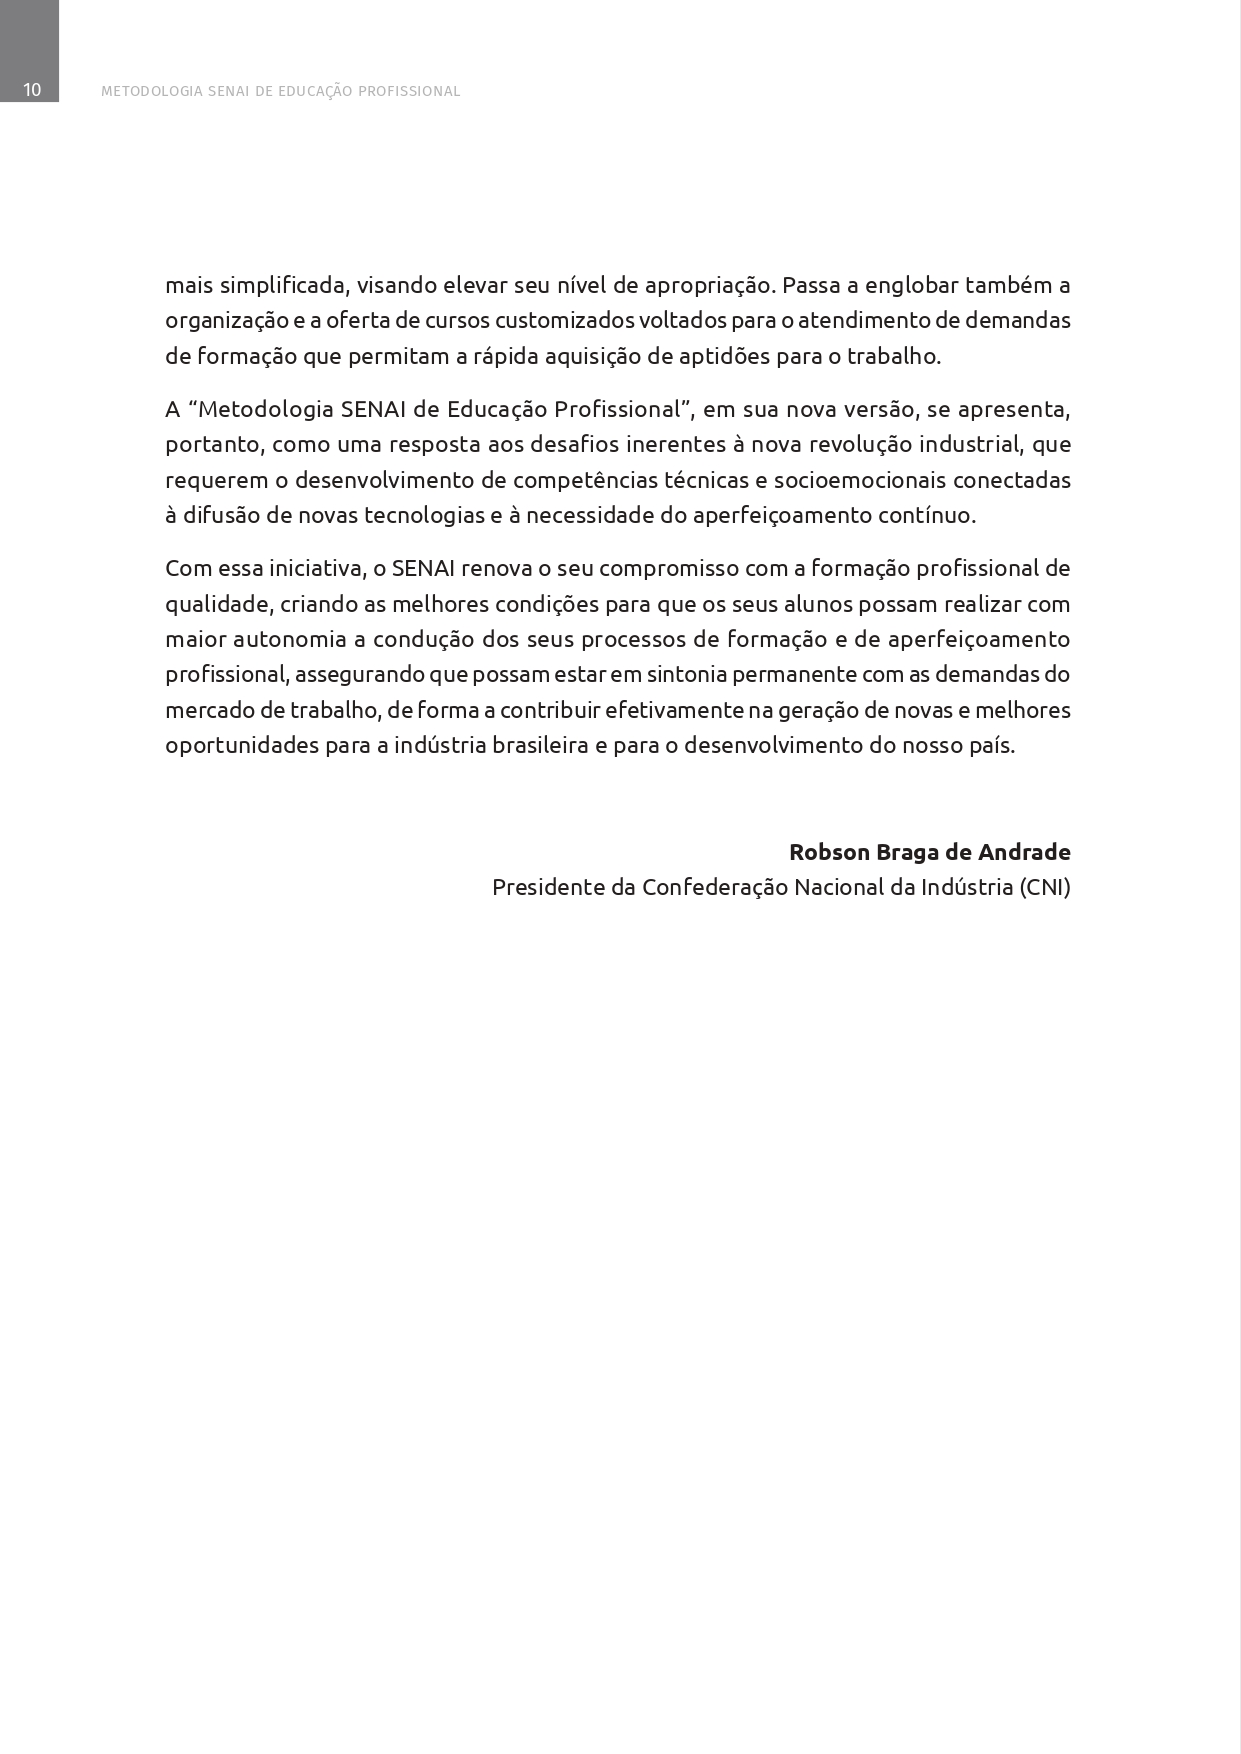 10
METODOLOGIA SENAI DE EDUCAÇÃO PROFISSIONAL
mais simplificada, visando elevar seu nível de apropriação. Passa a englobar também a
organização e a oferta de cursos customizados voltados para o atendimento de demandas
de formação que permitam a rápida aquisição de aptidões para o trabalho.
A “Metodologia SENAI de Educação Profissional”, em sua nova versão, se apresenta,
portanto, como uma resposta aos desafios inerentes à nova revolução industrial, que
requerem o desenvolvimento de competências técnicas e socioemocionais conectadas
à difusão de novas tecnologias e à necessidade do aperfeiçoamento contínuo.
Com essa iniciativa, o SENAI renova o seu compromisso com a formação profissional de
qualidade, criando as melhores condições para que os seus alunos possam realizar com
maior autonomia a condução dos seus processos de formação e de aperfeiçoamento
profissional, assegurando que possam estar em sintonia permanente com as demandas do
mercado de trabalho, de forma a contribuir efetivamente na geração de novas e melhores
oportunidades para a indústria brasileira e para o desenvolvimento do nosso país.
Robson Braga de Andrade
Presidente da Confederação Nacional da Indústria (CNI)